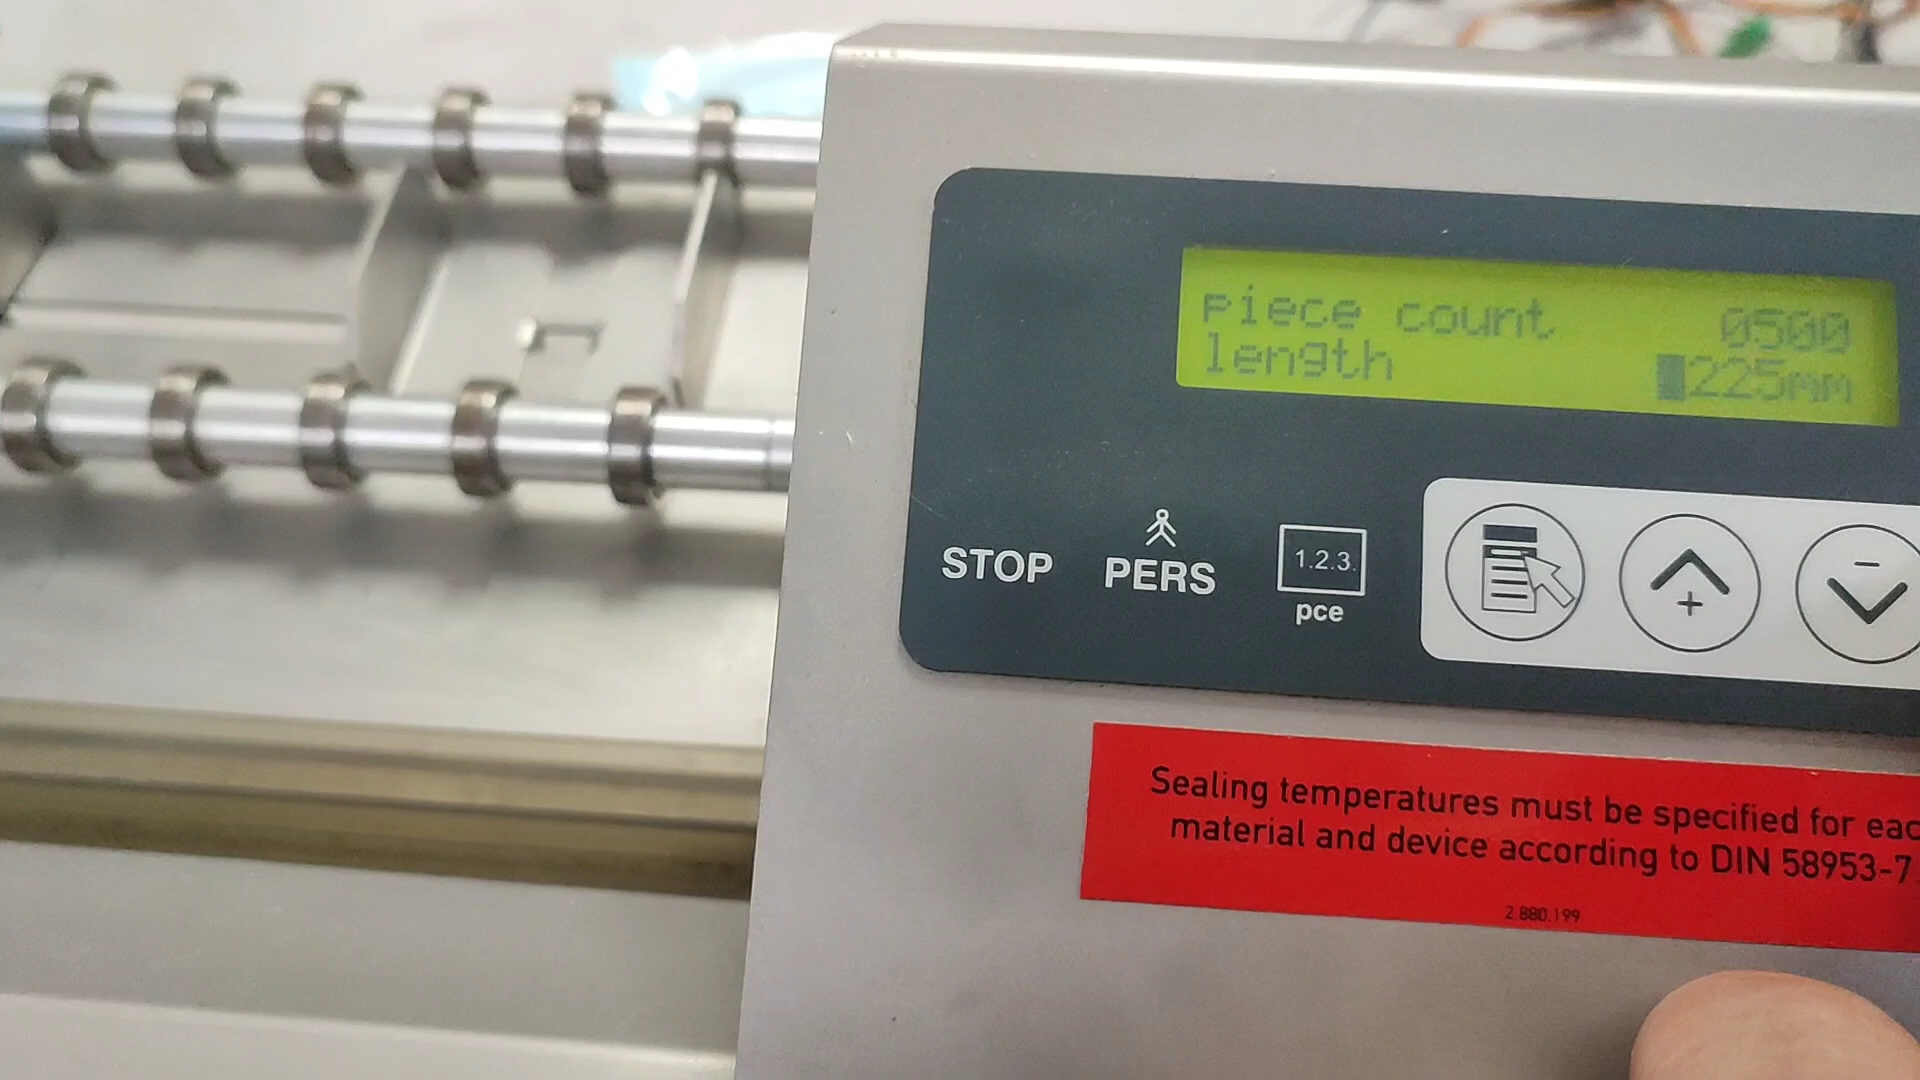 piece count 0500
length 225mm
STOP
PERS
1.2.3.
pce
+
-
Sealing temperatures must be specified for eac
material and device according to DIN 58953-7
2.880.199